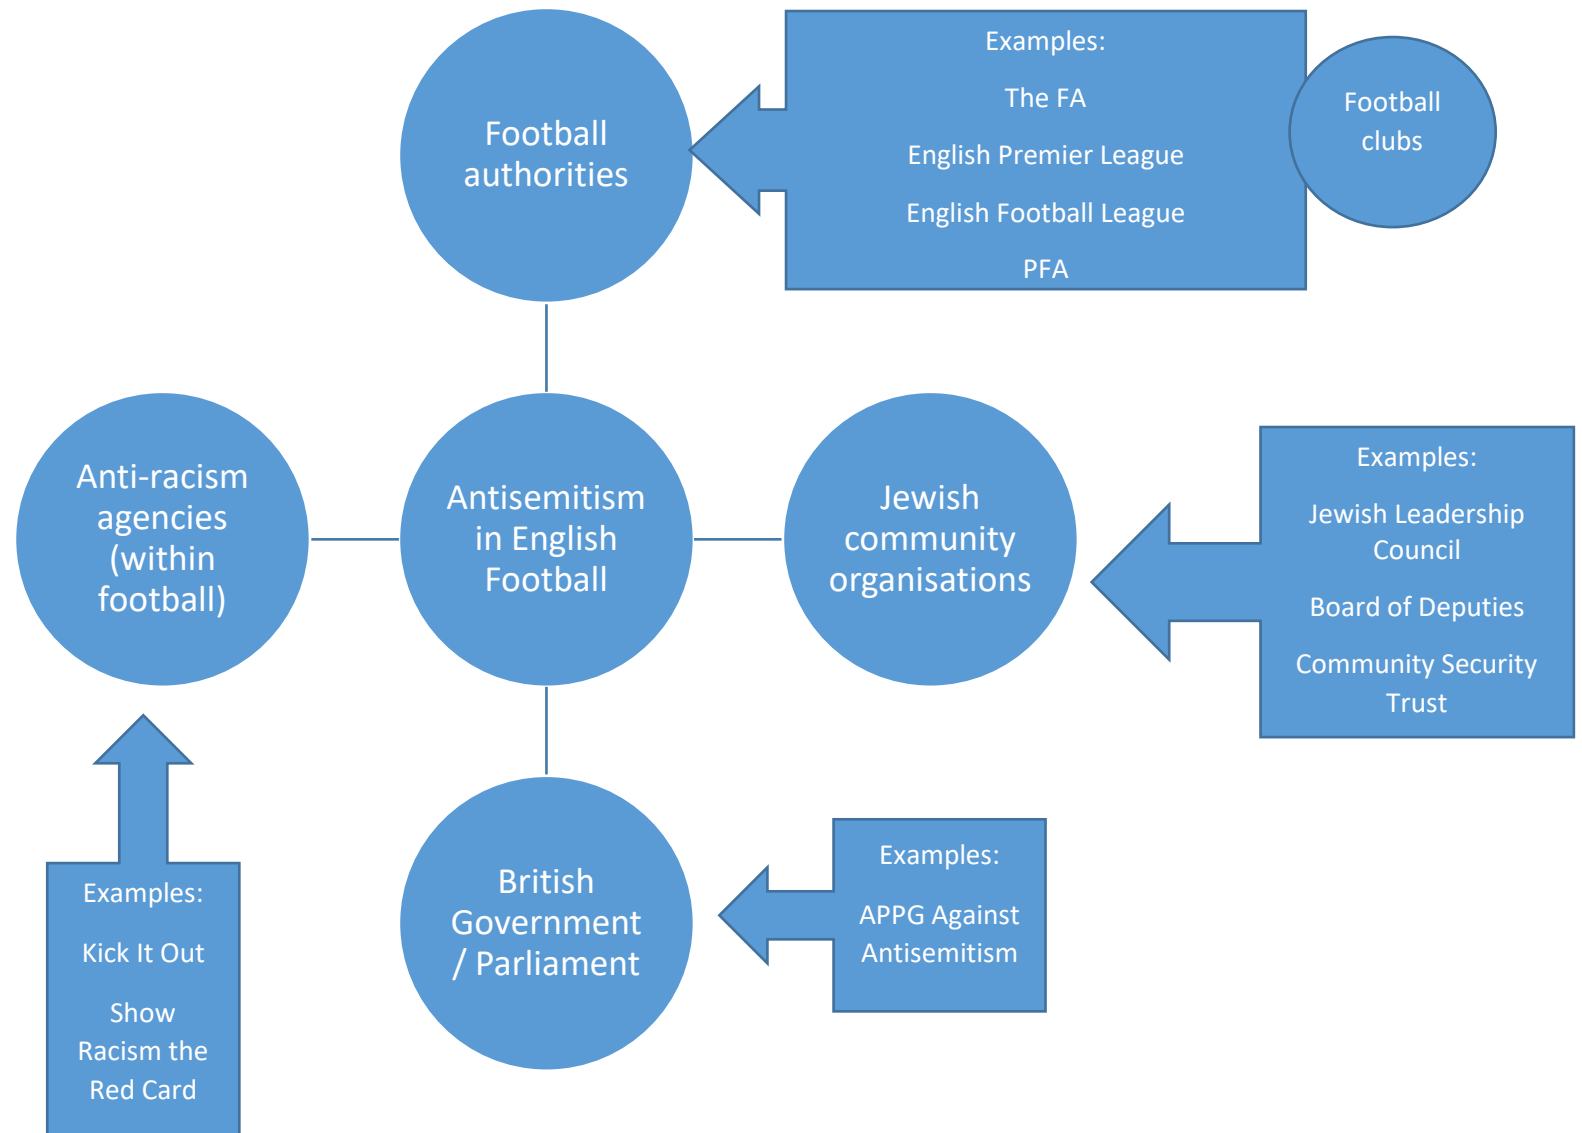 Football
authorities
Examples:
The FA
English Premier League
English Football League
PFA
Football
clubs
Anti-racism
agencies
(within
football)
Antisemitism
in English
Football
Jewish
community
organisations
Examples:
Jewish Leadership
Council
Board of Deputies
Community Security
Trust
British
Government
/ Parliament
Examples:
APPG Against
Antisemitism
Examples:
Kick It Out
Show
Racism the
Red Card